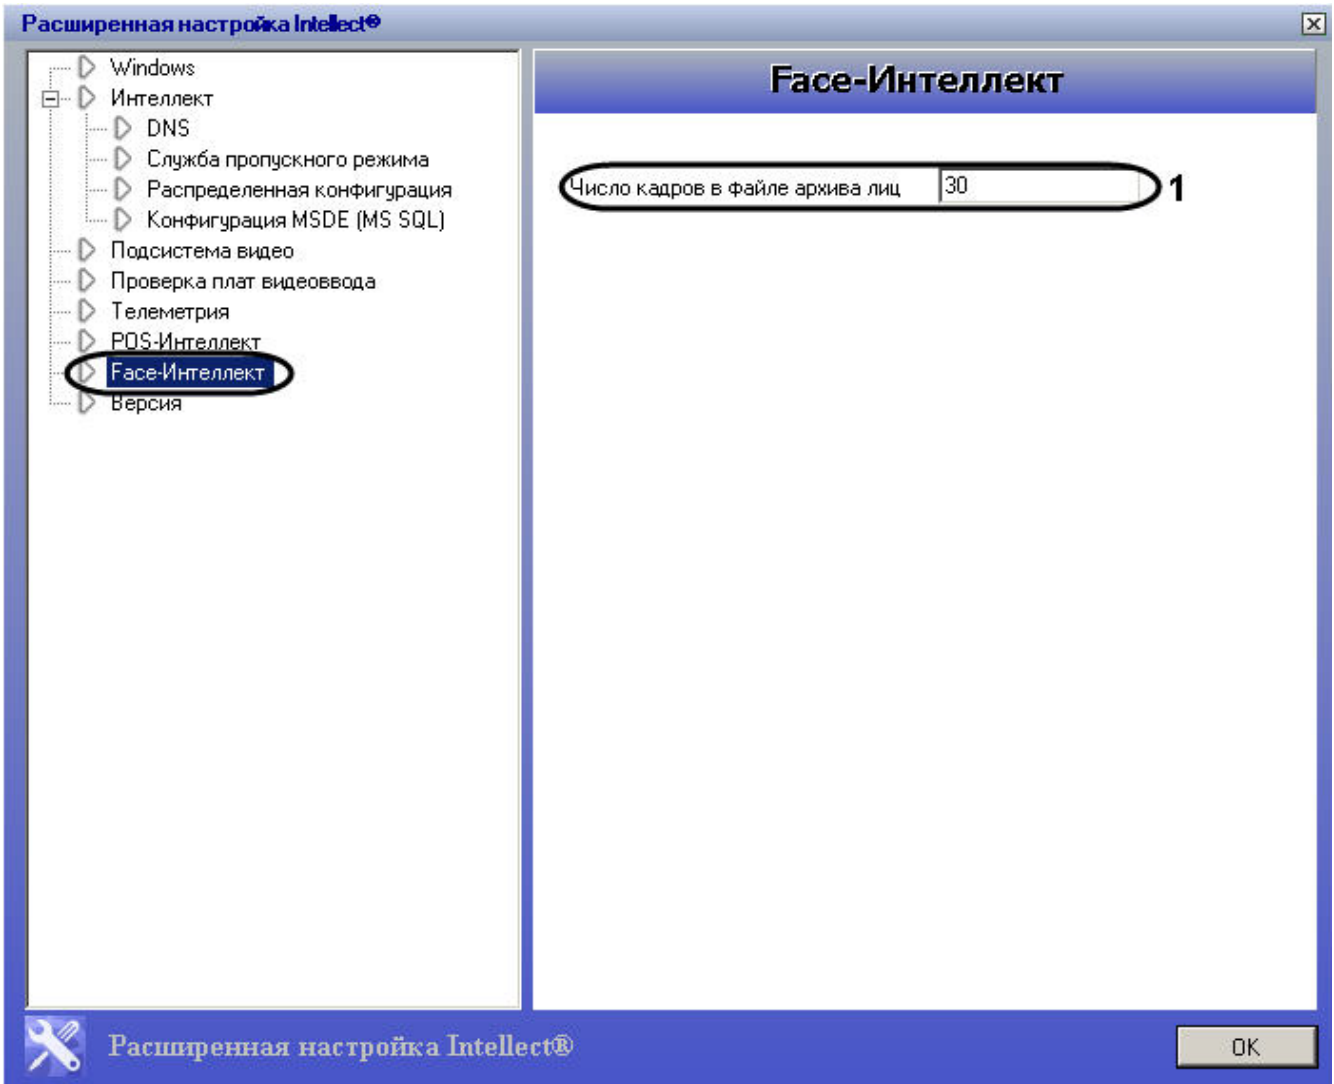 Расширенная настройка Intellect®
Windows
Интеллект
DNS
Служба пропускного режима
Распределенная конфигурация
Конфигурация MSDE (MS SQL)
Подсистема видео
Проверка плат видеоввода
Телеметрия
POS-Интеллект
Face-Интеллект
Версия
Face-Интеллект
Число кадров в файле архива лиц 30 1
Расширенная настройка Intellect®
OK